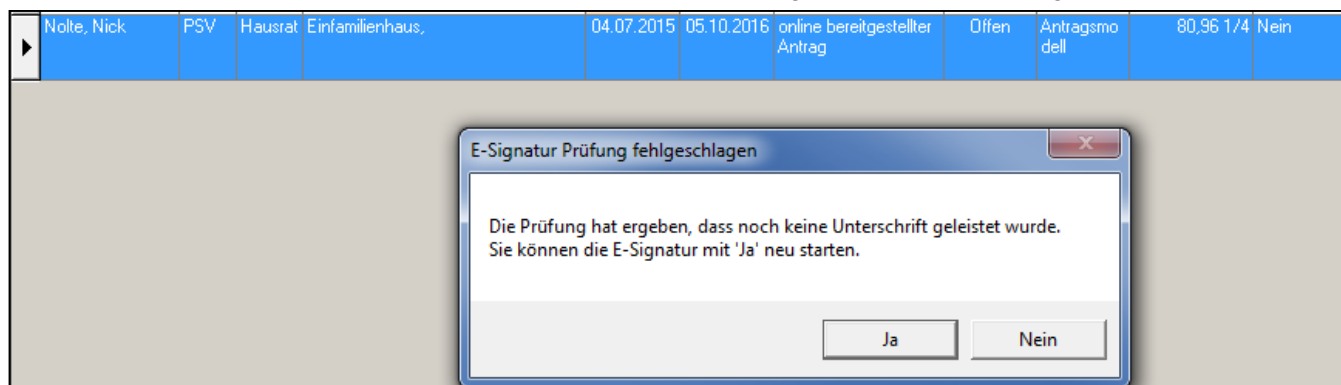 Nolte, Nick PSV Hausrat Einfamilienhaus, 04.07.2015 05.10.2016 online bereitgestellter Offen Antragsmo 80,96 1/4 Nein
Antrag dell
E-Signatur Prüfung fehlgeschlagen
Die Prüfung hat ergeben, dass noch keine Unterschrift geleistet wurde.
Sie können die E-Signatur mit 'Ja' neu starten.
Ja Nein